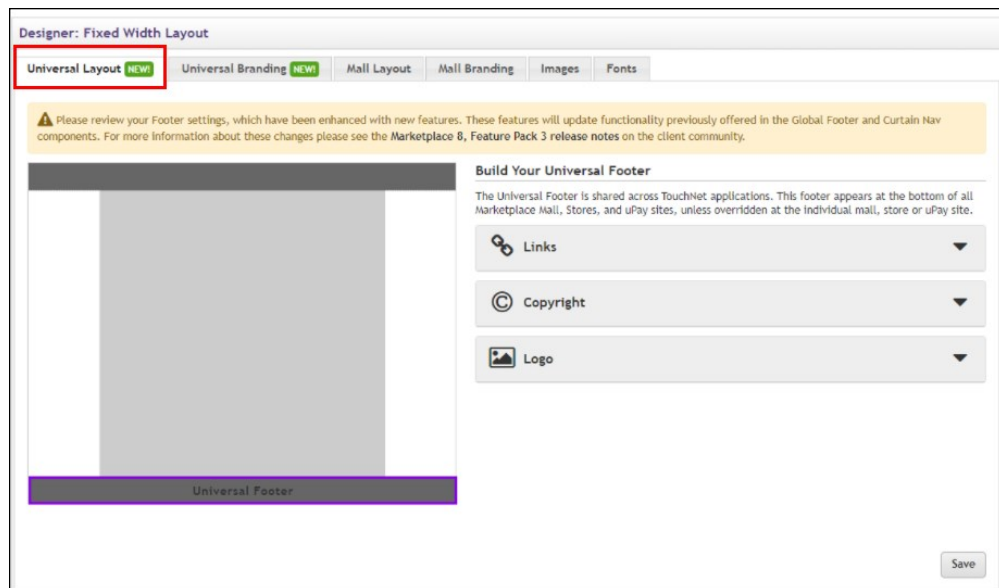 Designer: Fixed Width Layout
Universal Layout NEW! Universal Branding NEW! Mall Layout Mall Branding Images Fonts
Please review your Footer settings, which have been enhanced with new features. These features will update functionality previously offered in the Global Footer and Curtain Nav
components. For more information about these changes please see the Marketplace 8, Feature Pack 3 release notes on the client community.
Build Your Universal Footer
The Universal Footer is shared across TouchNet applications. This footer appears at the bottom of all
Marketplace Mall, Stores, and uPay sites, unless overridden at the individual mall, store or uPay site.
Links
© Copyright
Logo
Universal Footer
Save